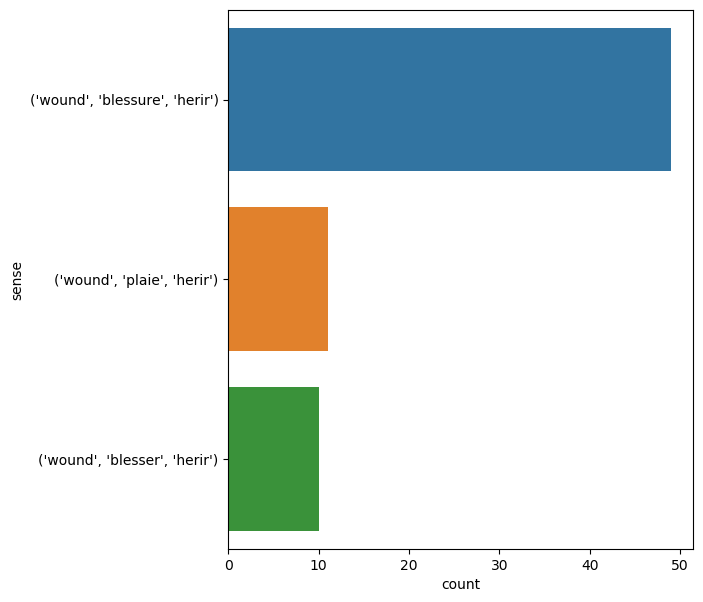 ('wound', 'blessure', 'herir')
('wound', 'plaie', 'herir')
('wound', 'blesser', 'herir')
sense
0 10 20 30 40 50
count